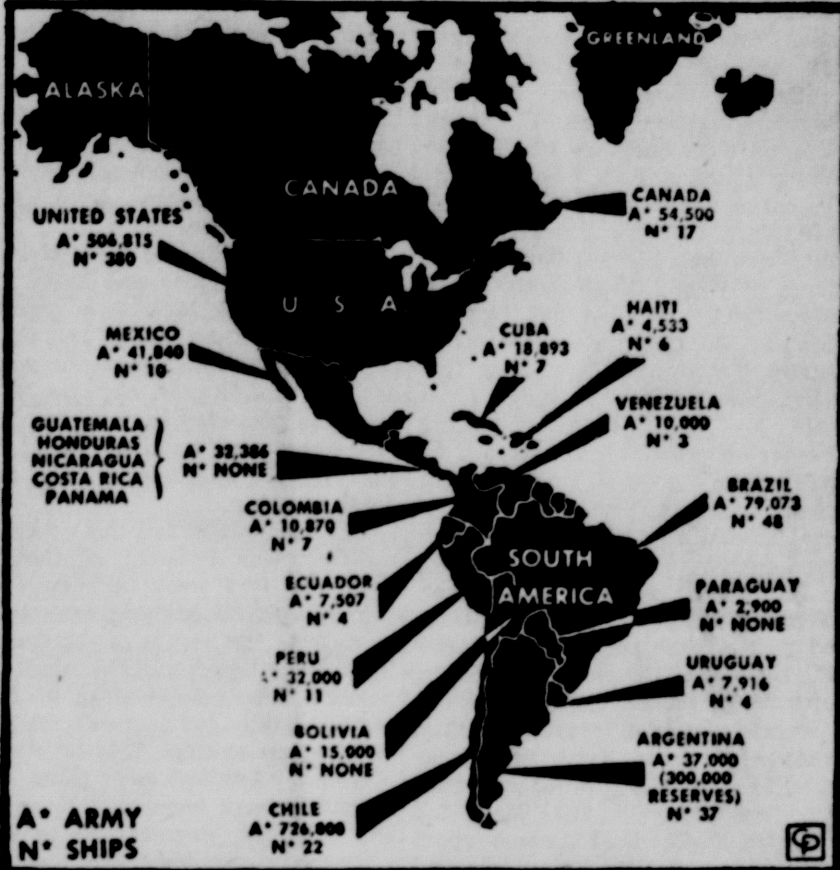 GREENLAND
ALASKA
CANADA
CANADA
A* 54,500
N* 17
UNITED STATES
A* 506,815
N* 380
U S A
HAITI
A* 4,533
N* 6
CUBA
A* 18,893
N* 7
MEXICO
A* 41,840
N* 10
VENEZUELA
A* 10,000
N* 3
GUATEMALA
HONDURAS
NICARAGUA
COSTA RICA
PANAMA
A* 32,386
N* NONE
BRAZIL
A* 79,073
N* 48
COLOMBIA
A* 10,870
N* 7
SOUTH
AMERICA
ECUADOR
A* 7,507
N* 4
PARAGUAY
A* 2,900
N* NONE
PERU
A* 32,000
N* 11
URUGUAY
A* 7,916
N* 4
BOLIVIA
A* 15,000
N* NONE
ARGENTINA
A* 37,000
(300,000
RESERVES)
N* 37
CHILE
A* 726,808
N* 22
A* ARMY
N* SHIPS
CP